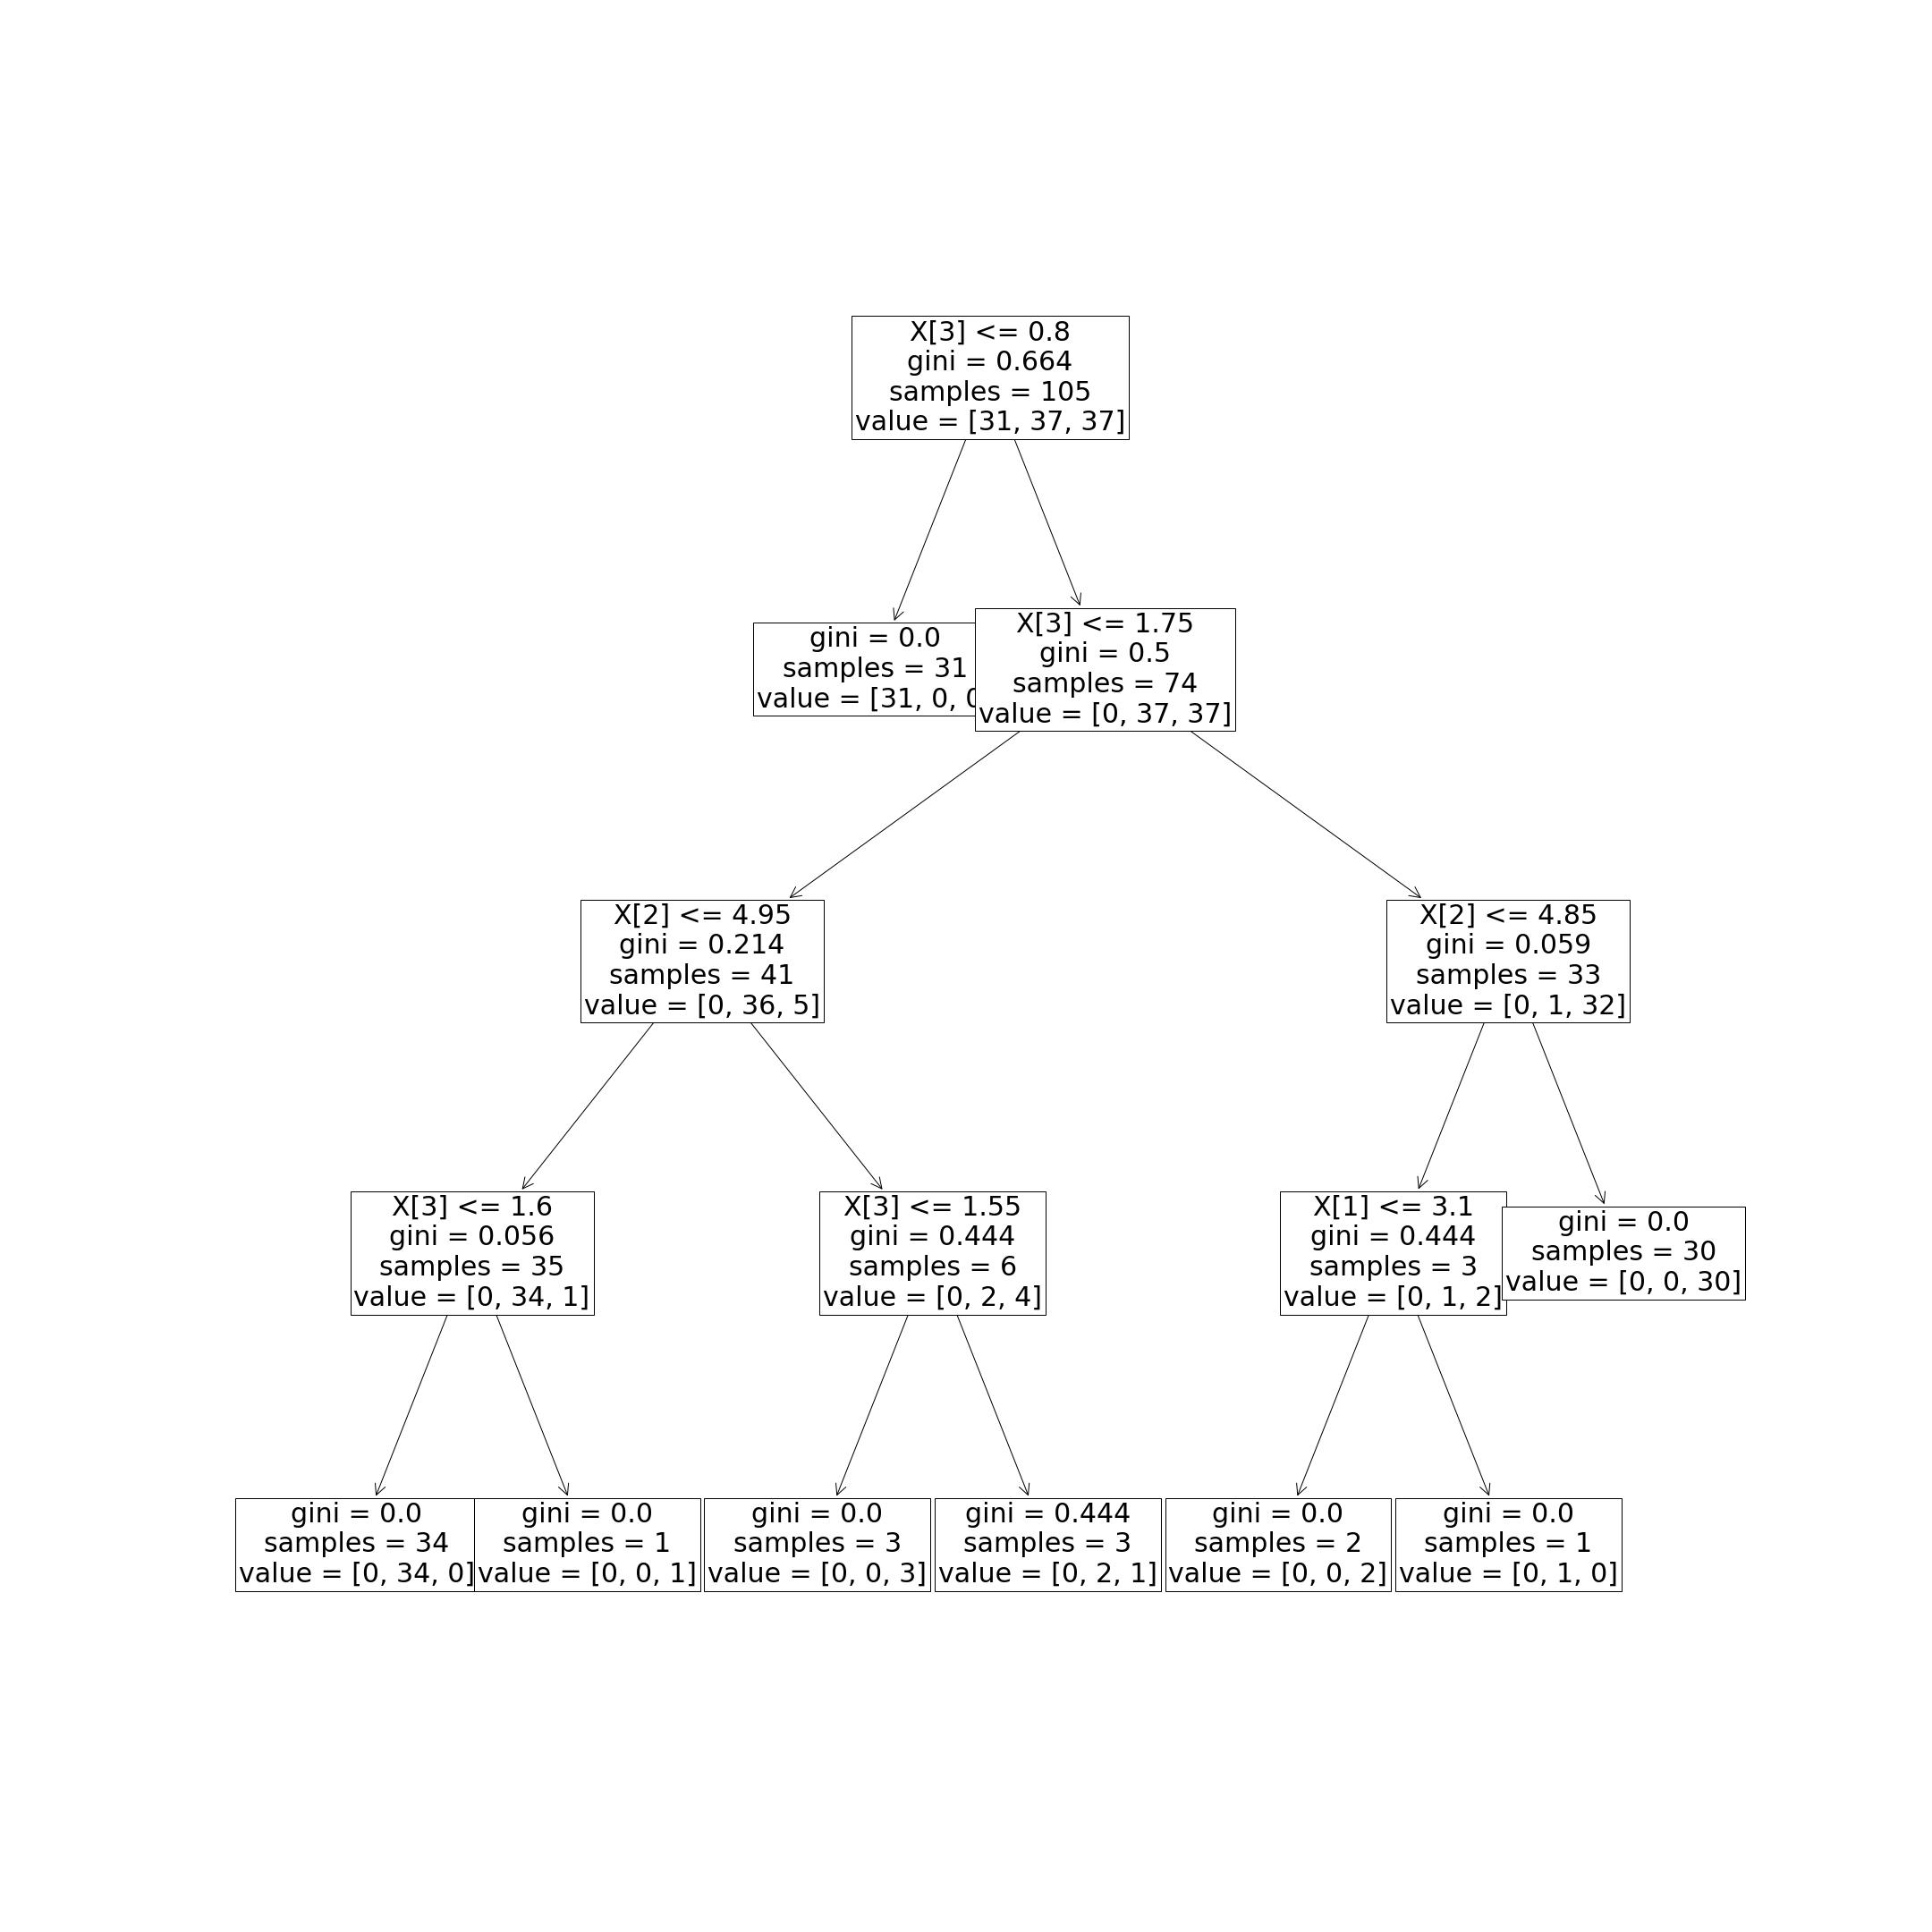 X[3] <= 0.8
gini = 0.664
samples = 105
value = [31, 37, 37]
gini = 0.0
samples = 31
value = [31, 0, 
X[3] <= 1.75
gini = 0.5
samples = 74
value = [0, 37, 37]
X[2] <= 4.95
gini = 0.214
samples = 41
value = [0, 36, 5]
X[2] <= 4.85
gini = 0.059
samples = 33
value = [0, 1, 32]
X[3] <= 1.6
gini = 0.056
samples = 35
value = [0, 34, 1]
X[3] <= 1.55
gini = 0.444
samples = 6
value = [0, 2, 4]
X[1] <= 3.1
gini = 0.444
samples = 3
value = [0, 1, 2]
gini = 0.0
samples = 30
value = [0, 0, 30]
gini = 0.0
samples = 34
value = [0, 34, 0]
gini = 0.0
samples = 1
value = [0, 0, 1]
gini = 0.0
samples = 3
value = [0, 0, 3]
gini = 0.444
samples = 3
value = [0, 2, 1]
gini = 0.0
samples = 2
value = [0, 0, 2]
gini = 0.0
samples = 1
value = [0, 1, 0]